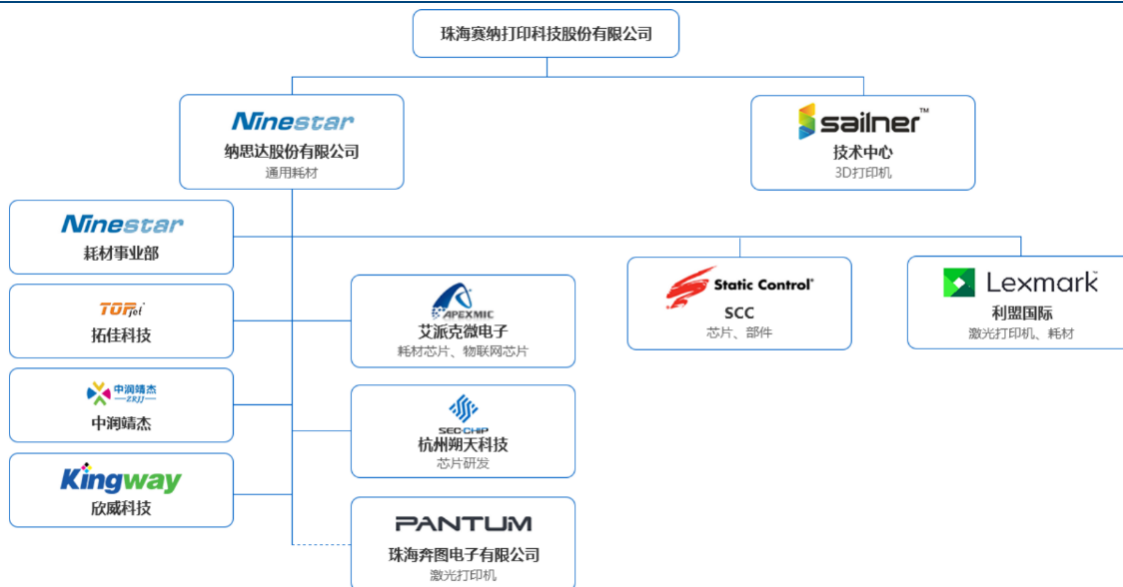 珠海赛纳打印科技股份有限公司
Ninestar
纳思达股份有限公司
通用耗材
sailner™
技术中心
3D打印机
Ninestar
耗材事业部
TOPjet
拓佳科技
中润靖杰
ZRJJ
中润靖杰
Kingway
欣威科技
APEXMIC
艾派克微电子
耗材芯片、物联网芯片
SECCHIP
杭州朔天科技
芯片研发
PANTUM
珠海奔图电子有限公司
激光打印机
Static Control®
SCC
芯片、部件
Lexmark™
利盟国际
激光打印机、耗材